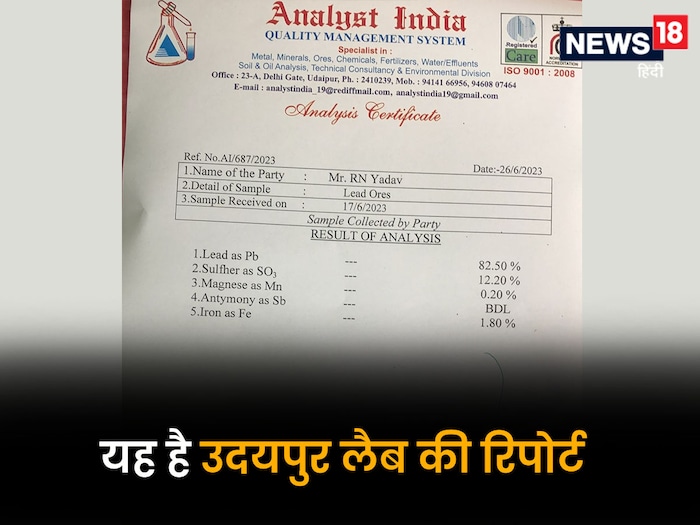 Analyst India
QUALITY MANAGEMENT SYSTEM
Specialist in :
Metal, Minerals, Ores, Chemicals, Fertilizers, Water/Effluents
Soil & Oil Analysis, Technical Consultancy & Environmental Division
Office : 23-A, Delhi Gate, Udaipur, Ph. : 2410239, Mob. : 94141 66956, 94608 07464
E-mail : analystindia_19@rediffmail.com, analystindia19@gmail.com
Registered
Care
ACCREDITATION
ISO 9001 : 2008
NEWS 18
हिंदी
Analysis Certificate
Ref. No.AI/687/2023
Date:-26/6/2023
1.Name of the Party : Mr. RN Yadav
2.Detail of Sample : Lead Ores
3.Sample Received on : 17/6/2023
Sample Collected by Party
RESULT OF ANALYSIS
1.Lead as Pb --- 82.50 %
2.Sulfher as SO₃ --- 12.20 %
3.Magnese as Mn --- 0.20 %
4.Antymony as Sb --- BDL
5.Iron as Fe --- 1.80 %
यह है उदयपुर लैब की रिपोर्ट